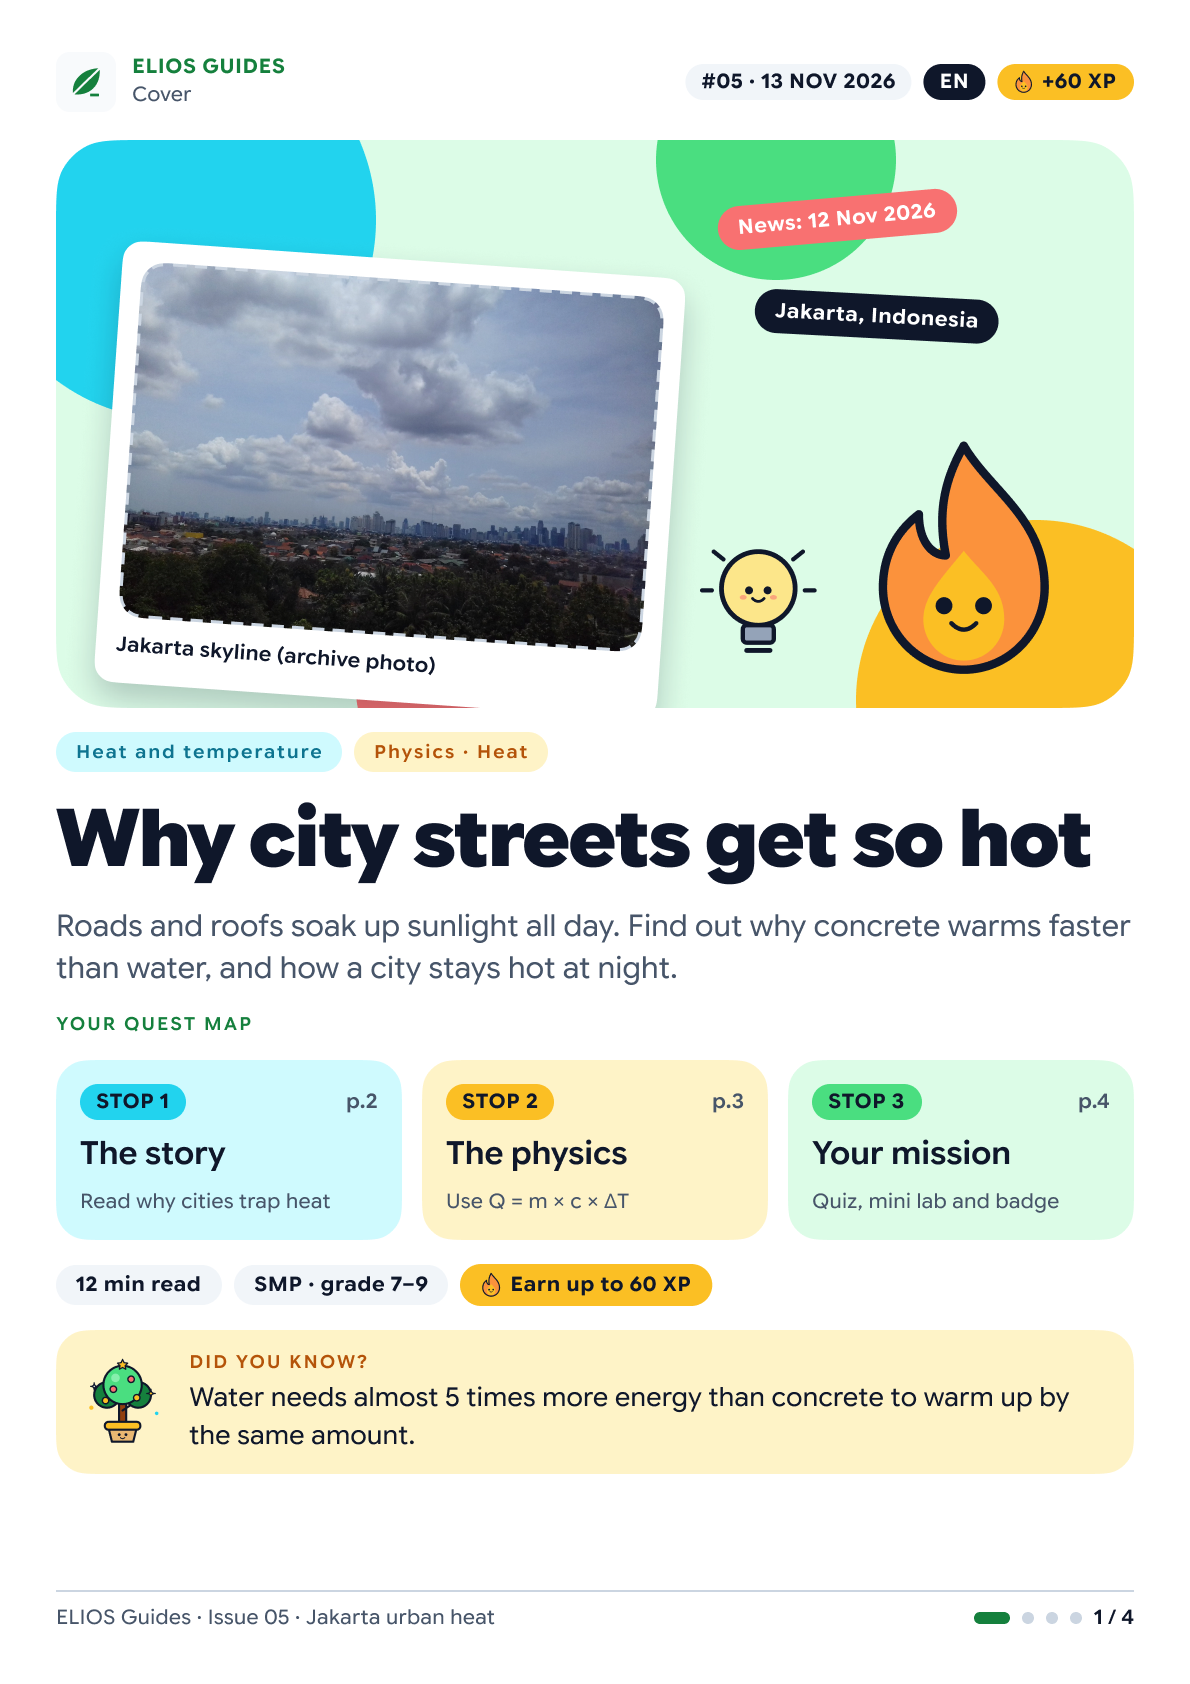 ELIOS GUIDES
Cover
#05 · 13 NOV 2026
EN
+60 XP
News: 12 Nov 2026
Jakarta, Indonesia
Jakarta skyline (archive photo)
Heat and temperature
Physics · Heat
Why city streets get so hot
Roads and roofs soak up sunlight all day. Find out why concrete warms faster
than water, and how a city stays hot at night.
YOUR QUEST MAP
STOP 1
p.2
The story
Read why cities trap heat
STOP 2
p.3
The physics
Use Q = m × c × ΔT
STOP 3
p.4
Your mission
Quiz, mini lab and badge
12 min read
SMP · grade 7–9
Earn up to 60 XP
DID YOU KNOW?
Water needs almost 5 times more energy than concrete to warm up by
the same amount.
ELIOS Guides · Issue 05 · Jakarta urban heat
1 / 4